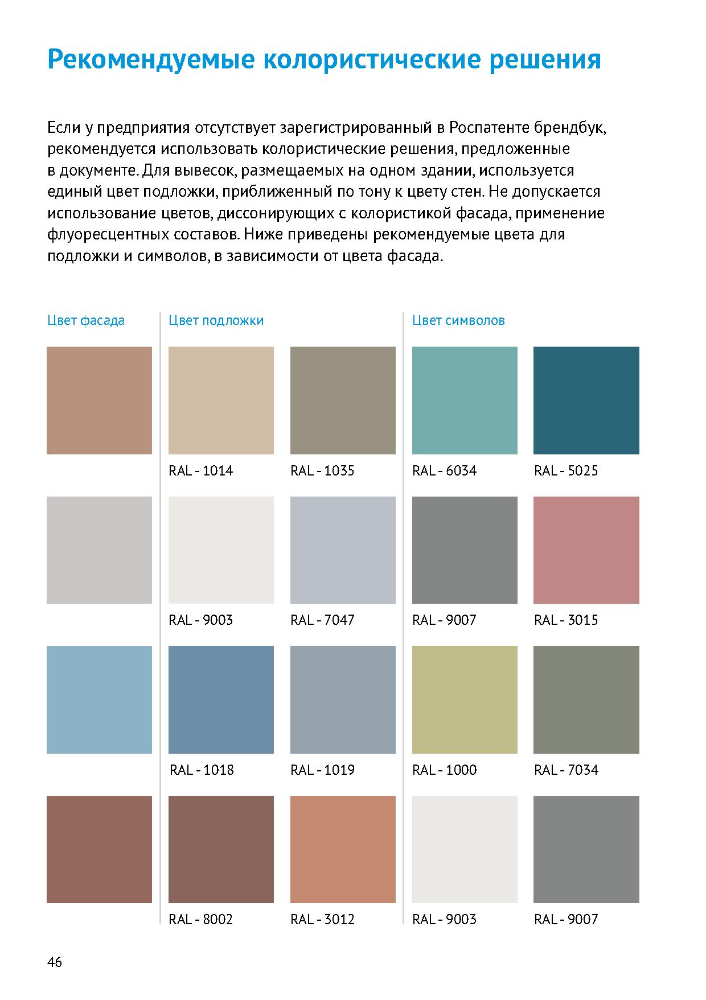 Рекомендуемые колористические решения
Если у предприятия отсутствует зарегистрированный в Роспатенте брендбук,
рекомендуется использовать колористические решения, предложенные
в документе. Для вывесок, размещаемых на одном здании, используется
единый цвет подложки, приближенный по тону к цвету стен. Не допускается
использование цветов, диссонирующих с колористикой фасада, применение
флуоресцентных составов. Ниже приведены рекомендуемые цвета для
подложки и символов, в зависимости от цвета фасада.
Цвет фасада Цвет подложки Цвет символов
RAL - 1014 RAL - 1035 RAL - 6034 RAL - 5025
RAL - 9003 RAL - 7047 RAL - 9007 RAL - 3015
RAL - 1018 RAL - 1019 RAL - 1000 RAL - 7034
RAL - 8002 RAL - 3012 RAL - 9003 RAL - 9007
46